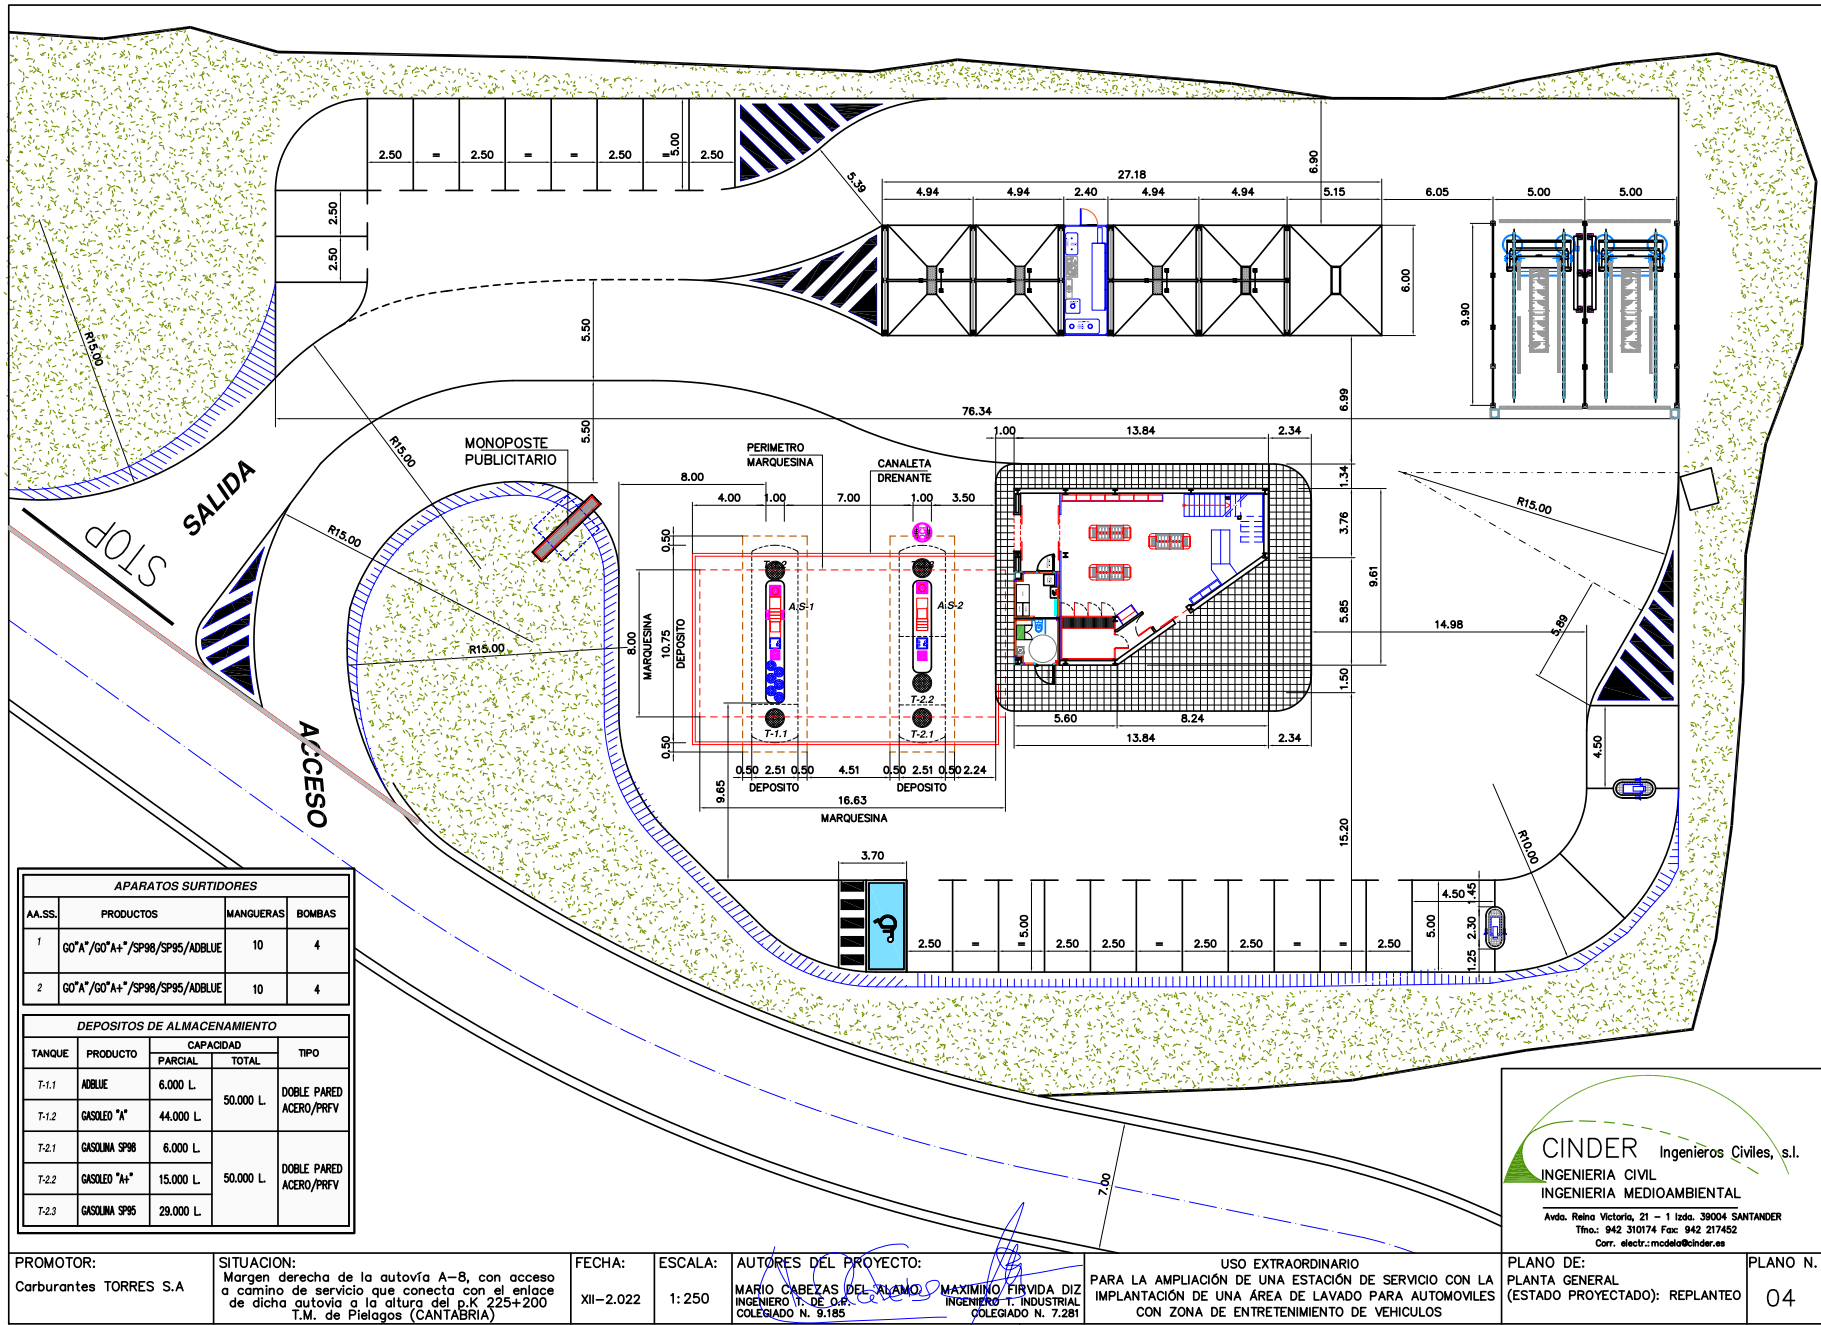 2.50
=
2.50
=
=
2.50
=
5.00
2.50
5.39
6.90
27.18
4.94
4.94
2.40
4.94
4.94
5.15
6.05
5.00
5.00
2.50
2.50
R15.00
5.50
6.00
9.90
76.34
6.99
5.50
R15.00
MONOPOSTE
PUBLICITARIO
PERIMETRO
MARQUESINA
CANALETA
DRENANTE
1.00
13.84
2.34
8.00
4.00
1.00
7.00
1.00
3.50
1.34
3.76
9.61
5.85
1.50
R15.00
SALIDA
STOP
R15.00
R15.00
0.50
8.00
MARQUESINA
10.75
DEPOSITO
0.50
A.S-1
A.S-2
T-2.2
T-1.1
T-2.1
14.98
5.89
5.60
8.24
13.84
2.34
4.50
ACCESO
0.50
2.51
0.50
4.51
0.50
2.51
0.50
2.24
DEPOSITO
DEPOSITO
9.65
16.63
MARQUESINA
15.20
R10.00
3.70
2.50
=
=
5.00
2.50
2.50
=
2.50
2.50
=
=
2.50
5.00
4.50
1.45
2.30
1.25
7.00
APARATOS SURTIDORES
AA.SS. PRODUCTOS MANGUERAS BOMBAS
1 GO"A"/GO"A+"/SP98/SP95/ADBLUE 10 4
2 GO"A"/GO"A+"/SP98/SP95/ADBLUE 10 4
DEPOSITOS DE ALMACENAMIENTO
TANQUE PRODUCTO CAPACIDAD TIPO
PARCIAL TOTAL
T-1.1 ADBLUE 6.000 L. 50.000 L. DOBLE PARED
ACERO/PRFV
T-1.2 GASOLEO "A" 44.000 L.
T-2.1 GASOLINA SP98 6.000 L.
T-2.2 GASOLEO "A+" 15.000 L. 50.000 L. DOBLE PARED
ACERO/PRFV
T-2.3 GASOLINA SP95 29.000 L.
CINDER Ingenieros Civiles, s.l.
INGENIERIA CIVIL
INGENIERIA MEDIOAMBIENTAL
Avda. Reina Victoria, 21 - 1 Izda. 39004 SANTANDER
Tfno.: 942 310174 Fax: 942 217452
Corr. electr.:mcdela@cinder.es
PROMOTOR:
Carburantes TORRES S.A
SITUACION:
Margen derecha de la autovía A-8, con acceso
a camino de servicio que conecta con el enlace
de dicha autovia a la altura del p.K 225+200
T.M. de Pielagos (CANTABRIA)
FECHA:
XII-2.022
ESCALA:
1:250
AUTORES DEL PROYECTO:
MARIO CABEZAS DEL ALAMO
INGENIERO T. DE O.P.
COLEGIADO N. 9.185
MAXIMINO FIRVIDA DIZ
INGENIERO T. INDUSTRIAL
COLEGIADO N. 7.281
USO EXTRAORDINARIO
PARA LA AMPLIACIÓN DE UNA ESTACIÓN DE SERVICIO CON LA
IMPLANTACIÓN DE UNA ÁREA DE LAVADO PARA AUTOMOVILES
CON ZONA DE ENTRETENIMIENTO DE VEHICULOS
PLANO DE:
PLANTA GENERAL
(ESTADO PROYECTADO): REPLANTEO
PLANO N.
04